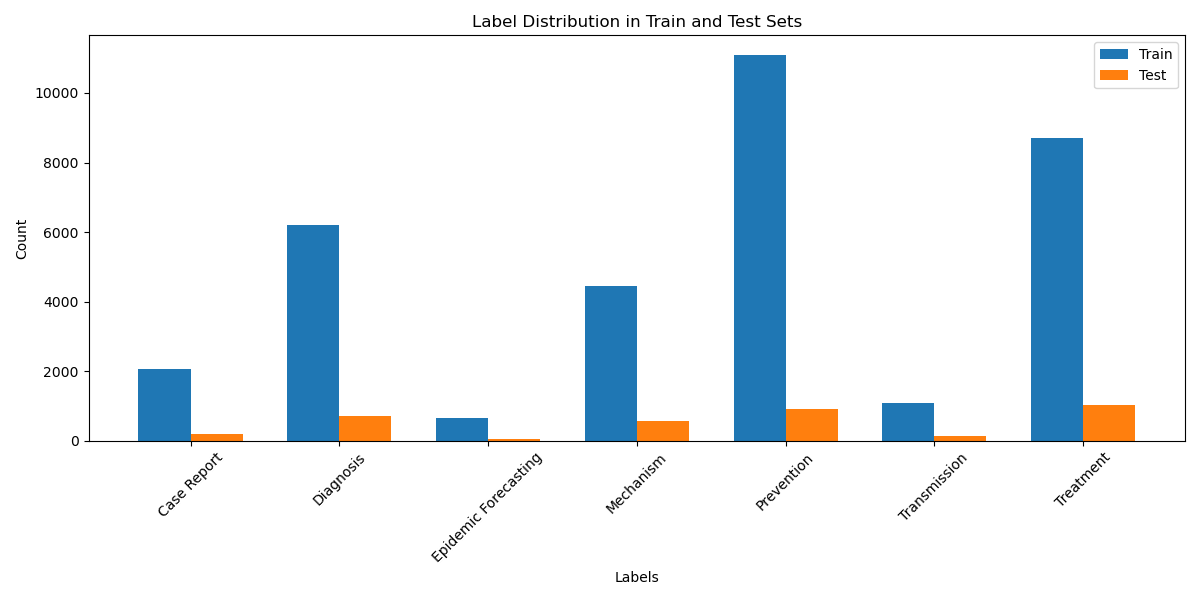 Label Distribution in Train and Test Sets
Train
Test
Count
10000
8000
6000
4000
2000
0
Case Report
Diagnosis
Epidemic Forecasting
Mechanism
Prevention
Transmission
Treatment
Labels